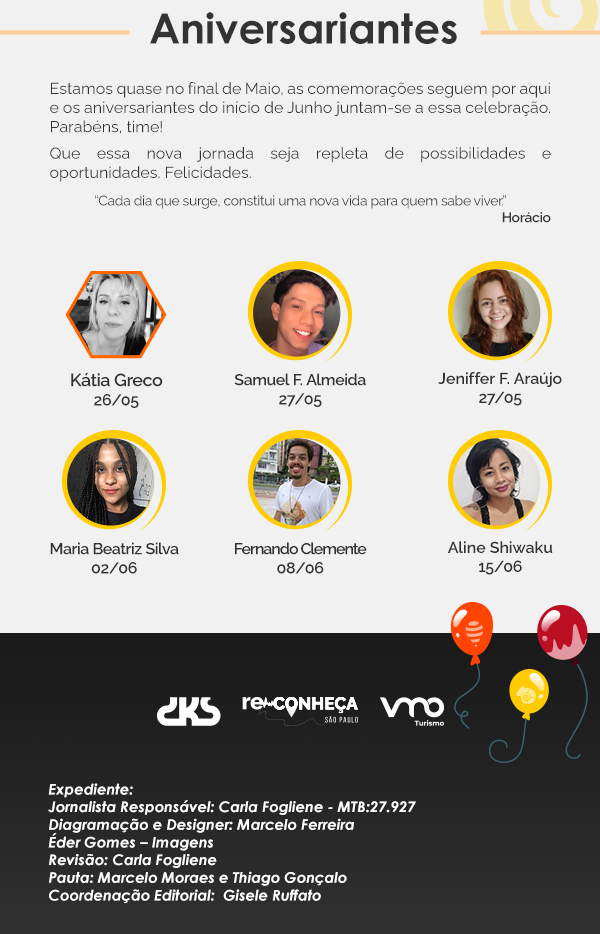 Aniversariantes
Estamos quase no final de Maio, as comemorações seguem por aqui
e os aniversariantes do início de Junho juntam-se a essa celebração.
Parabéns, time!
Que essa nova jornada seja repleta de possibilidades e
oportunidades. Felicidades.
“Cada dia que surge, constitui uma nova vida para quem sabe viver.”
Horácio
Kátia Greco
26/05
Samuel F. Almeida
27/05
Jeniffer F. Araújo
27/05
Maria Beatriz Silva
02/06
Fernando Clemente
08/06
Aline Shiwaku
15/06
DKS
reCONHEÇA
SÃO PAULO
vmo
Turismo
Expediente:
Jornalista Responsável: Carla Fogliene - MTB:27.927
Diagramação e Designer: Marcelo Ferreira
Éder Gomes – Imagens
Revisão: Carla Fogliene
Pauta: Marcelo Moraes e Thiago Gonçalo
Coordenação Editorial:  Gisele Ruffato